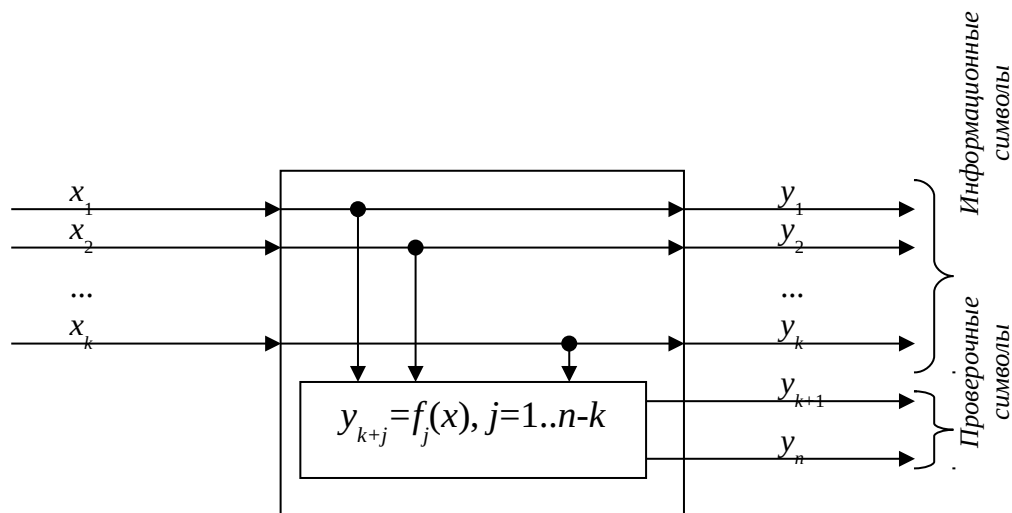 Информационные
символы
x1
y1
x2
y2
...
...
xk
yk
Проверочные
символы
yk+1
yk+j=fj(x), j=1..n-k
yn